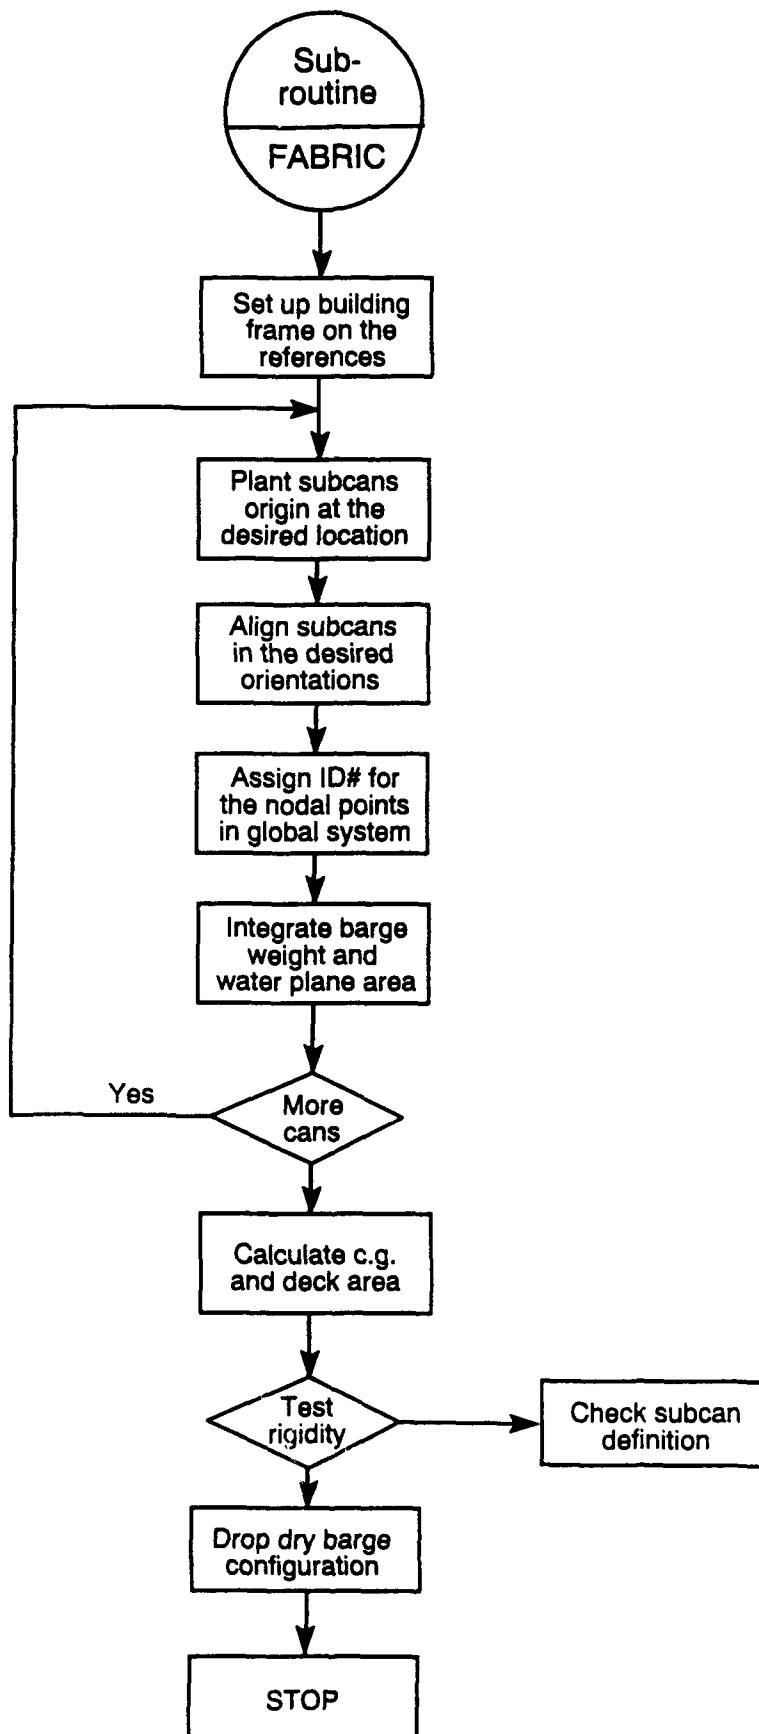 Sub-
routine
FABRIC
Set up building
frame on the
references
Plant subcans
origin at the
desired location
Align subcans
in the desired
orientations
Assign ID# for
the nodal points
in global system
Integrate barge
weight and
water plane area
Yes
More
cans
Calculate c.g.
and deck area
Test
rigidity
Check subcan
definition
Drop dry barge
configuration
STOP